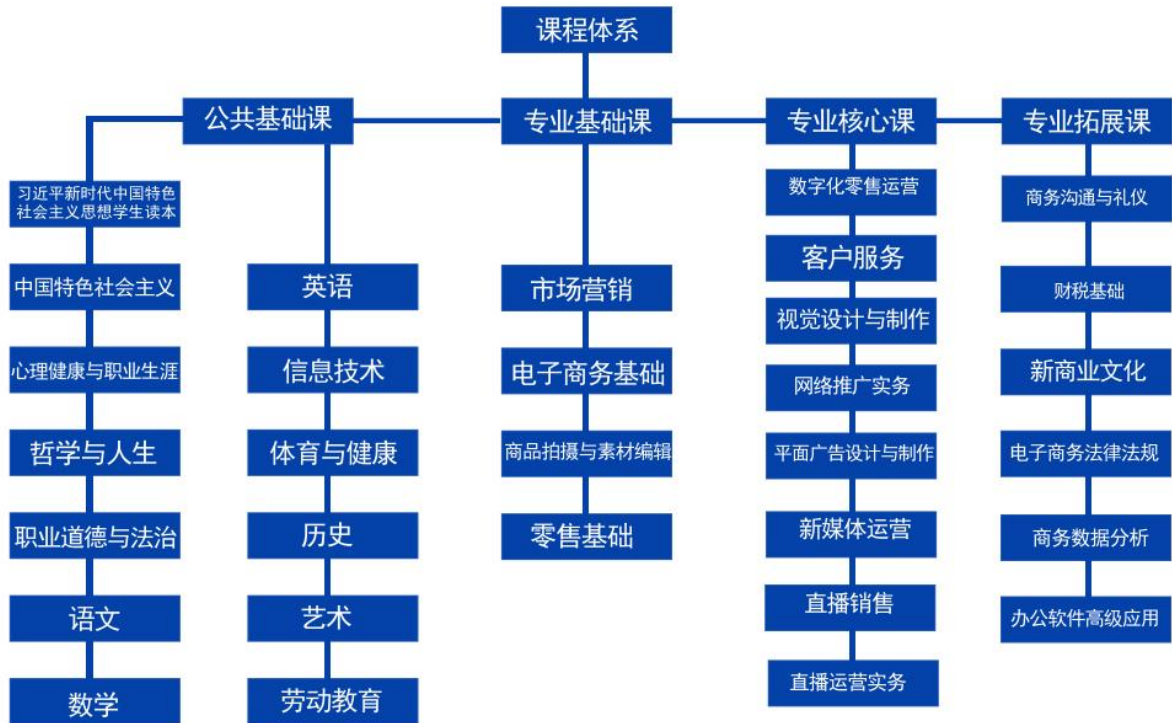 课程体系
公共基础课
专业基础课
专业核心课
专业拓展课
习近平新时代中国特色
社会主义思想学生读本
中国特色社会主义
心理健康与职业生涯
哲学与人生
职业道德与法治
语文
数学
英语
信息技术
体育与健康
历史
艺术
劳动教育
市场营销
电子商务基础
商品拍摄与素材编辑
零售基础
数字化零售运营
客户服务
视觉设计与制作
网络推广实务
平面广告设计与制作
新媒体运营
直播销售
直播运营实务
商务沟通与礼仪
财税基础
新商业文化
电子商务法律法规
商务数据分析
办公软件高级应用